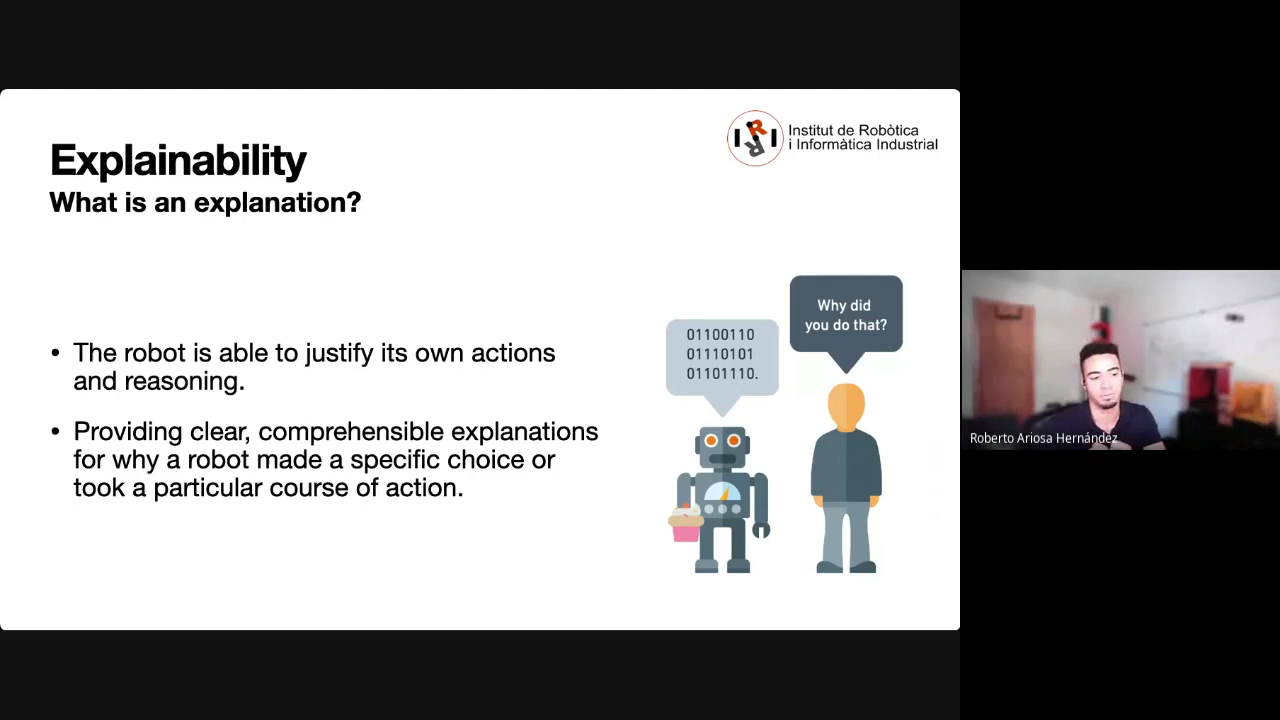 Explainability
What is an explanation?
IRI
Institut de Robòtica
i Informàtica Industrial
• The robot is able to justify its own actions
and reasoning.
• Providing clear, comprehensible explanations
for why a robot made a specific choice or
took a particular course of action.
01100110
01110101
01101110.
Why did
you do that?
Roberto Ariosa Hernández